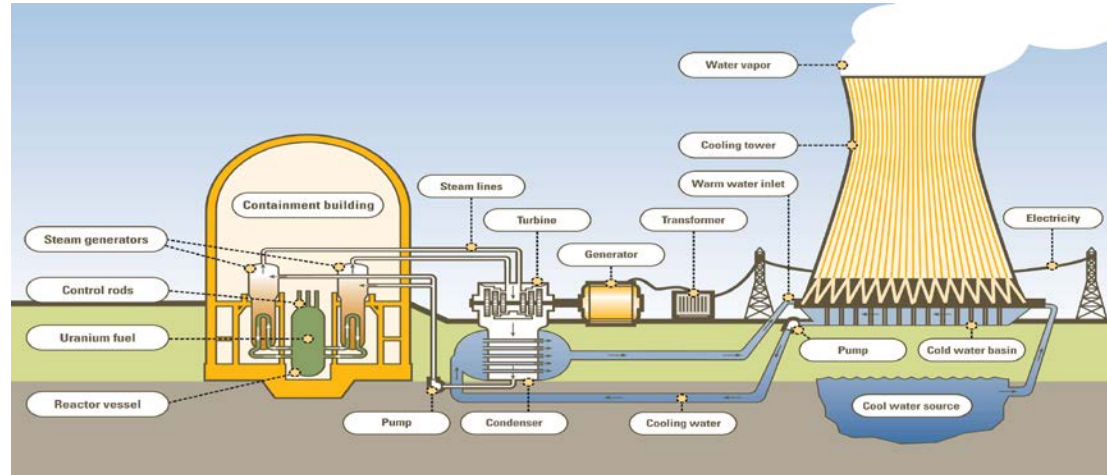 Water vapor
Cooling tower
Steam lines
Warm water inlet
Containment building
Turbine
Transformer
Electricity
Steam generators
Generator
Control rods
Uranium fuel
Pump
Cold water basin
Reactor vessel
Pump
Condenser
Cooling water
Cool water source